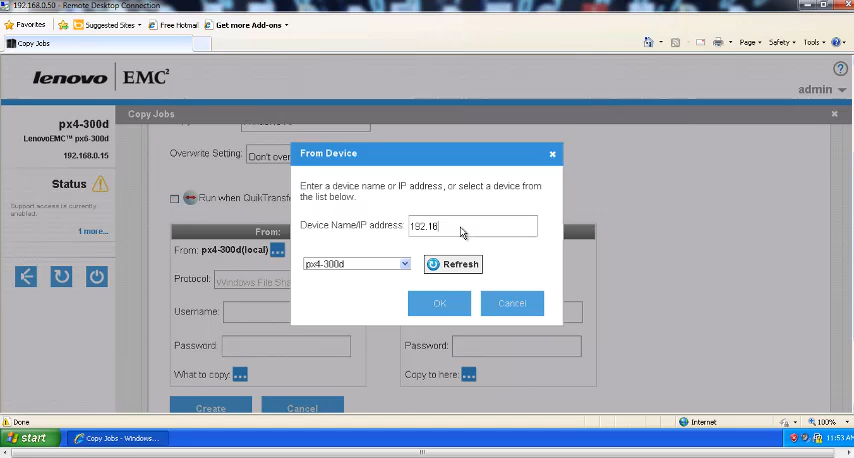 192.168.0.50 - Remote Desktop Connection
Favorites Suggested Sites Free Hotmail Get more Add-ons
Copy Jobs Page Safety Tools
lenovo EMC²
admin
px4-300d
LenovoEMC™ px6-300d
192.168.0.15
Status
Support access is currently enabled.
1 more...
Copy Jobs
Overwrite Setting: Don't over
Run when QuikTransfe
From:
From: px4-300d(local) ...
Protocol: Windows File Sha
Username:
Password
What to copy: ...
Password
Copy to here: ...
Create Cancel
From Device
Enter a device name or IP address, or select a device from
the list below.
Device Name/IP address: 192.16
px4-300d Refresh
OK Cancel
Done Internet 100%
start Copy Jobs - Windows... 11:53 AM